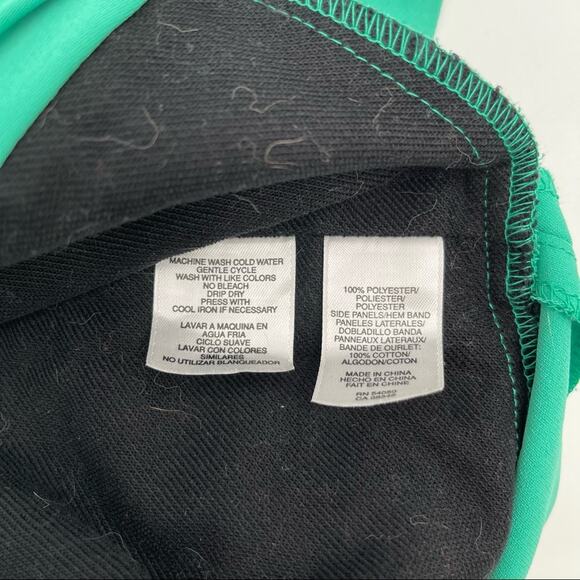 MACHINE WASH COLD WATER
GENTLE CYCLE
WASH WITH LIKE COLORS
NO BLEACH
DRIP DRY
PRESS WITH
COOL IRON IF NECESSARY
LAVAR A MAQUINA EN
AGUA FRIA
CICLO SUAVE
LAVAR CON COLORES
SIMILARES
NO UTILIZAR BLANQUEADOR
100% POLYESTER/
POLIESTER/
POLYESTER
SIDE PANELS/HEM BAND
PANELES LATERALES/
DOBLADILLO BANDA
PANNEAUX LATERAUX/
BANDE DE OURLET:
100% COTTON/
ALGODON/COTON
MADE IN CHINA
HECHO EN CHINA
FAIT EN CHINE
RN 54050
CA